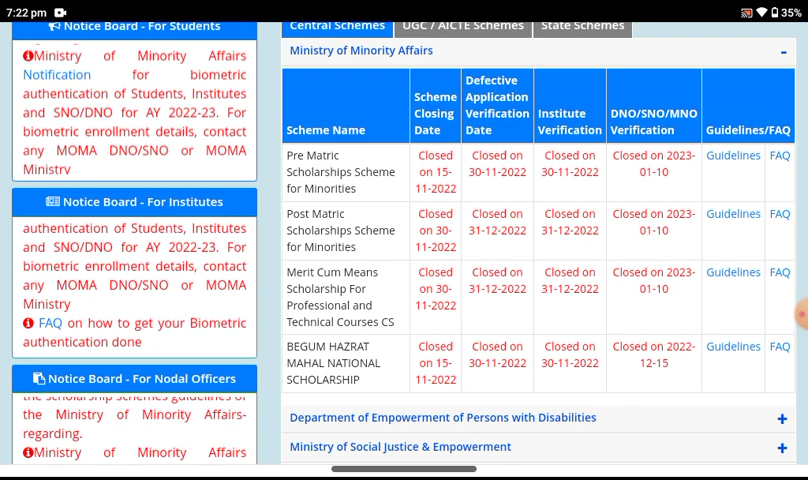 7:22 pm
35%
Notice Board - For Students
Ministry of Minority Affairs
Notification for biometric
authentication of Students, Institutes
and SNO/DNO for AY 2022-23. For
biometric enrollment details, contact
any MOMA DNO/SNO or MOMA
Ministry
Notice Board - For Institutes
authentication of Students, Institutes
and SNO/DNO for AY 2022-23. For
biometric enrollment details, contact
any MOMA DNO/SNO or MOMA
Ministry
FAQ on how to get your Biometric
authentication done
Notice Board - For Nodal Officers
the scholarship schemes guidelines of
the Ministry of Minority Affairs-
regarding.
Ministry of Minority Affairs
Central Schemes
UGC / AICTE Schemes
State Schemes
Ministry of Minority Affairs -
Scheme Name
Scheme
Closing
Date
Defective
Application
Verification
Date
Institute
Verification
DNO/SNO/MNO
Verification
Guidelines/FAQ
Pre Matric
Scholarships Scheme
for Minorities
Closed
on 15-
11-2022
Closed on
30-11-2022
Closed on
30-11-2022
Closed on 2023-
01-10
Guidelines
FAQ
Post Matric
Scholarships Scheme
for Minorities
Closed
on 30-
11-2022
Closed on
31-12-2022
Closed on
31-12-2022
Closed on 2023-
01-10
Guidelines
FAQ
Merit Cum Means
Scholarship For
Professional and
Technical Courses CS
Closed
on 30-
11-2022
Closed on
31-12-2022
Closed on
31-12-2022
Closed on 2023-
01-10
Guidelines
FAQ
BEGUM HAZRAT
MAHAL NATIONAL
SCHOLARSHIP
Closed
on 15-
11-2022
Closed on
30-11-2022
Closed on
30-11-2022
Closed on 2022-
12-15
Guidelines
FAQ
Department of Empowerment of Persons with Disabilities +
Ministry of Social Justice & Empowerment +